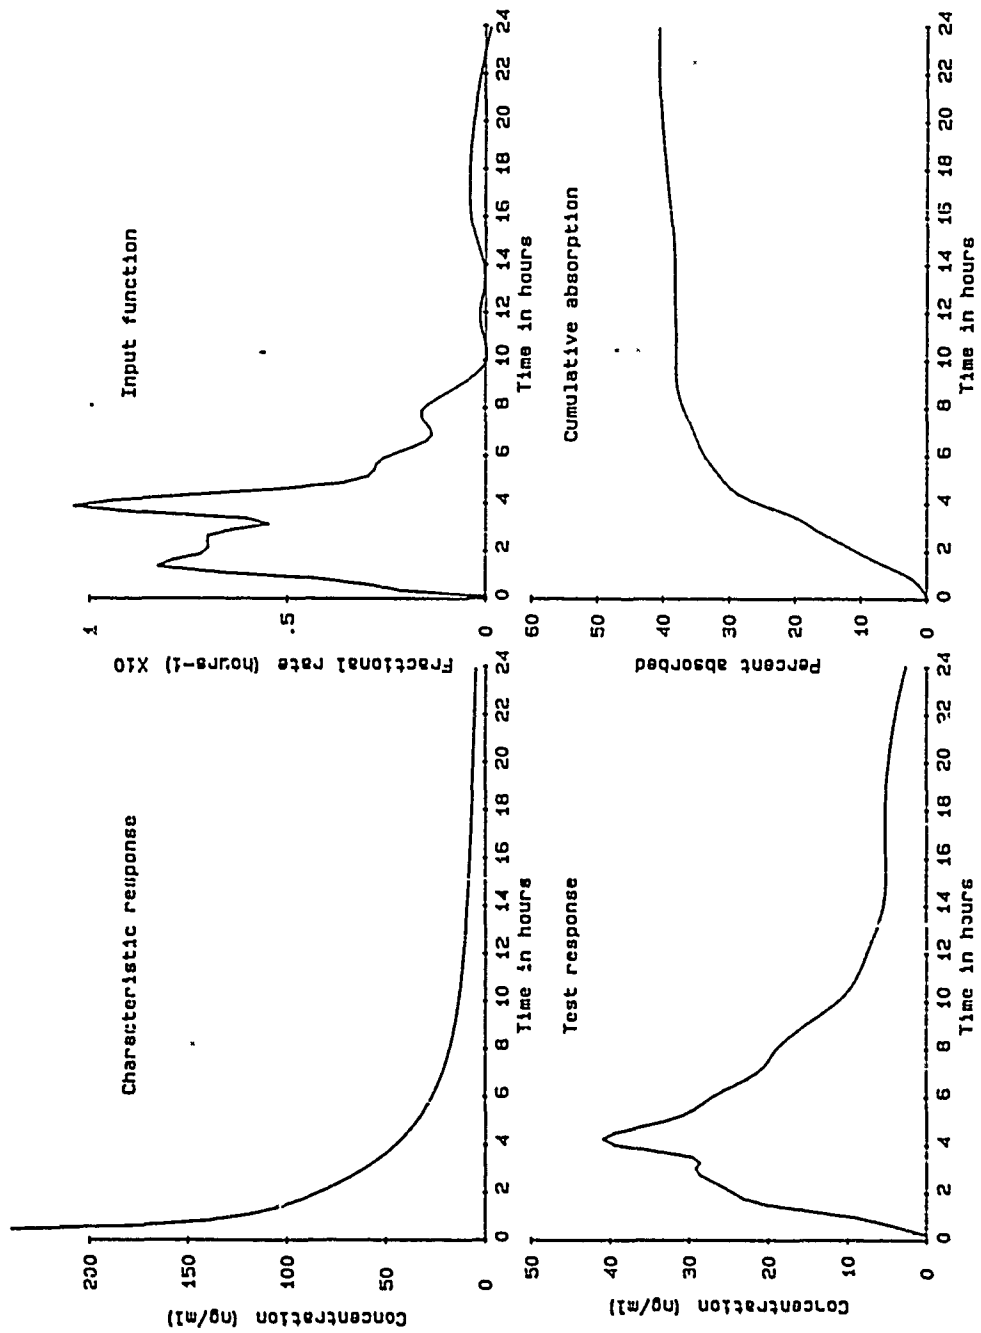 Characteristic response
Concentration (ng/ml)
200
100
0
0 2 4 6 8 10 12 14 16 18 20 22 24
Time in hours
Input function
Fractional rate (hours-1) X10
1
.5
0
0 2 4 6 8 10 12 14 16 18 20 22 24
Time in hours
Test response
Concentration (ng/ml)
50
40
30
20
10
0
0 2 4 6 8 10 12 14 16 18 20 22 24
Time in hours
Cumulative absorption
Percent absorbed
60
50
40
30
20
10
0
0 2 4 6 8 10 12 14 16 18 20 22 24
Time in hours